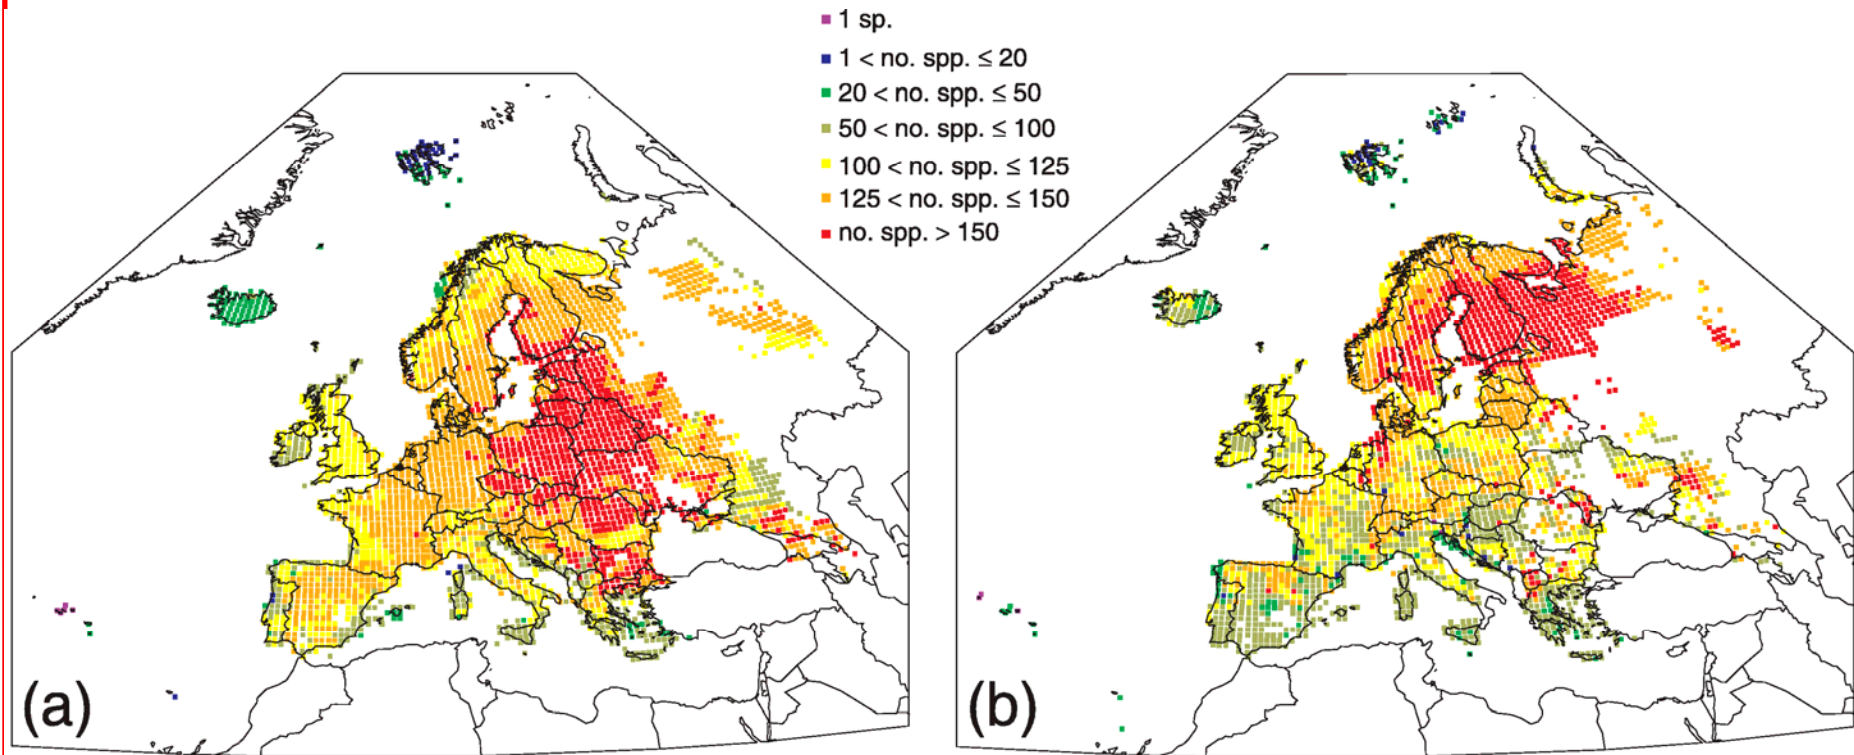 1 sp.
1 < no. spp. ≤ 20
20 < no. spp. ≤ 50
50 < no. spp. ≤ 100
100 < no. spp. ≤ 125
125 < no. spp. ≤ 150
no. spp. > 150
(a)
(b)